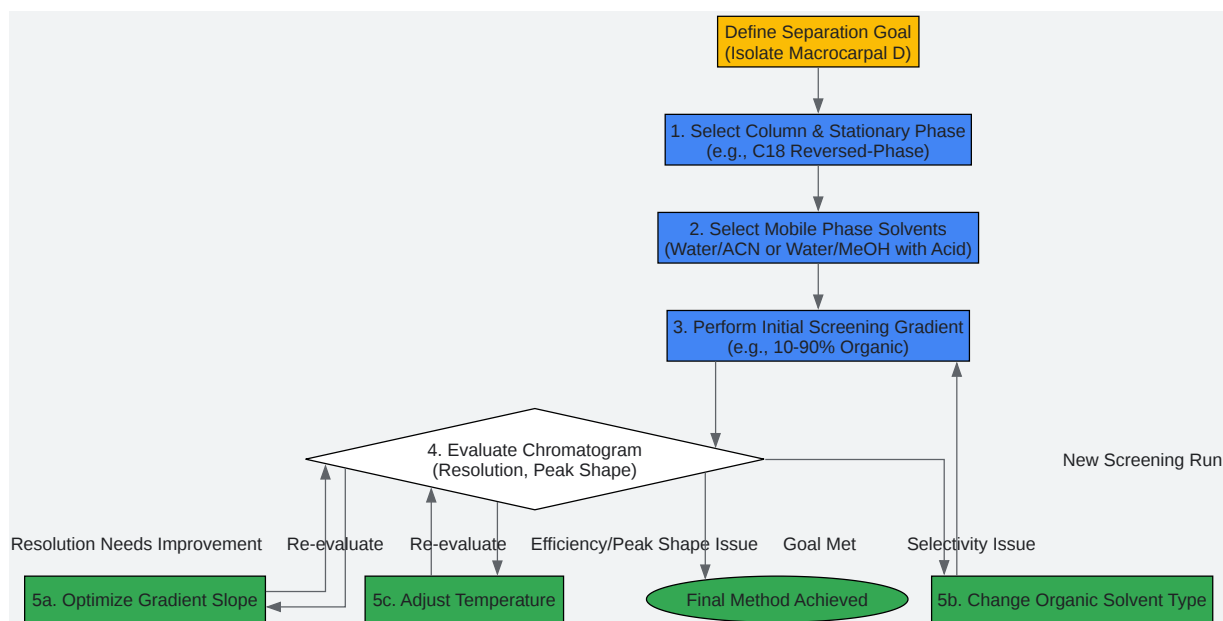 Define Separation Goal
(Isolate Macrocarpal D)
1. Select Column & Stationary Phase
(e.g., C18 Reversed-Phase)
2. Select Mobile Phase Solvents
(Water/ACN or Water/MeOH with Acid)
3. Perform Initial Screening Gradient
(e.g., 10-90% Organic)
4. Evaluate Chromatogram
(Resolution, Peak Shape)
New Screening Run
Resolution Needs Improvement
Re-evaluate
Re-evaluate
Efficiency/Peak Shape Issue
Goal Met
Selectivity Issue
5a. Optimize Gradient Slope
5c. Adjust Temperature
Final Method Achieved
5b. Change Organic Solvent Type